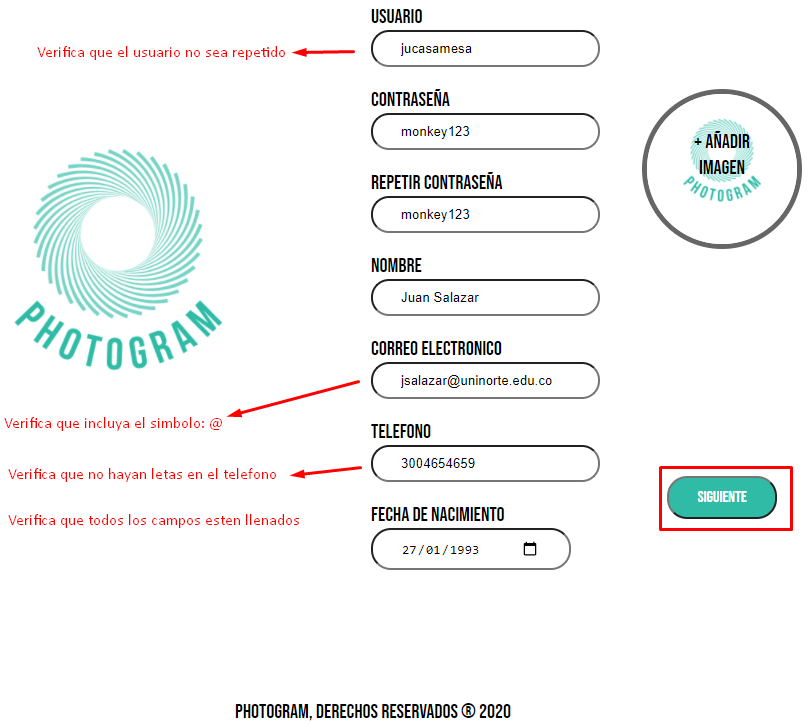 USUARIO
Verifica que el usuario no sea repetido
jucasamesa
CONTRASEÑA
monkey123
+ AÑADIR
IMAGEN
PHOTOGRAM
REPETIR CONTRASEÑA
monkey123
NOMBRE
Juan Salazar
PHOTOGRAM
CORREO ELECTRONICO
jsalazar@uninorte.edu.co
Verifica que incluya el simbolo: @
TELEFONO
3004654659
Verifica que no hayan letas en el telefono
SIGUIENTE
Verifica que todos los campos esten llenados
FECHA DE NACIMIENTO
27/01/1993
PHOTOGRAM, DERECHOS RESERVADOS ® 2020